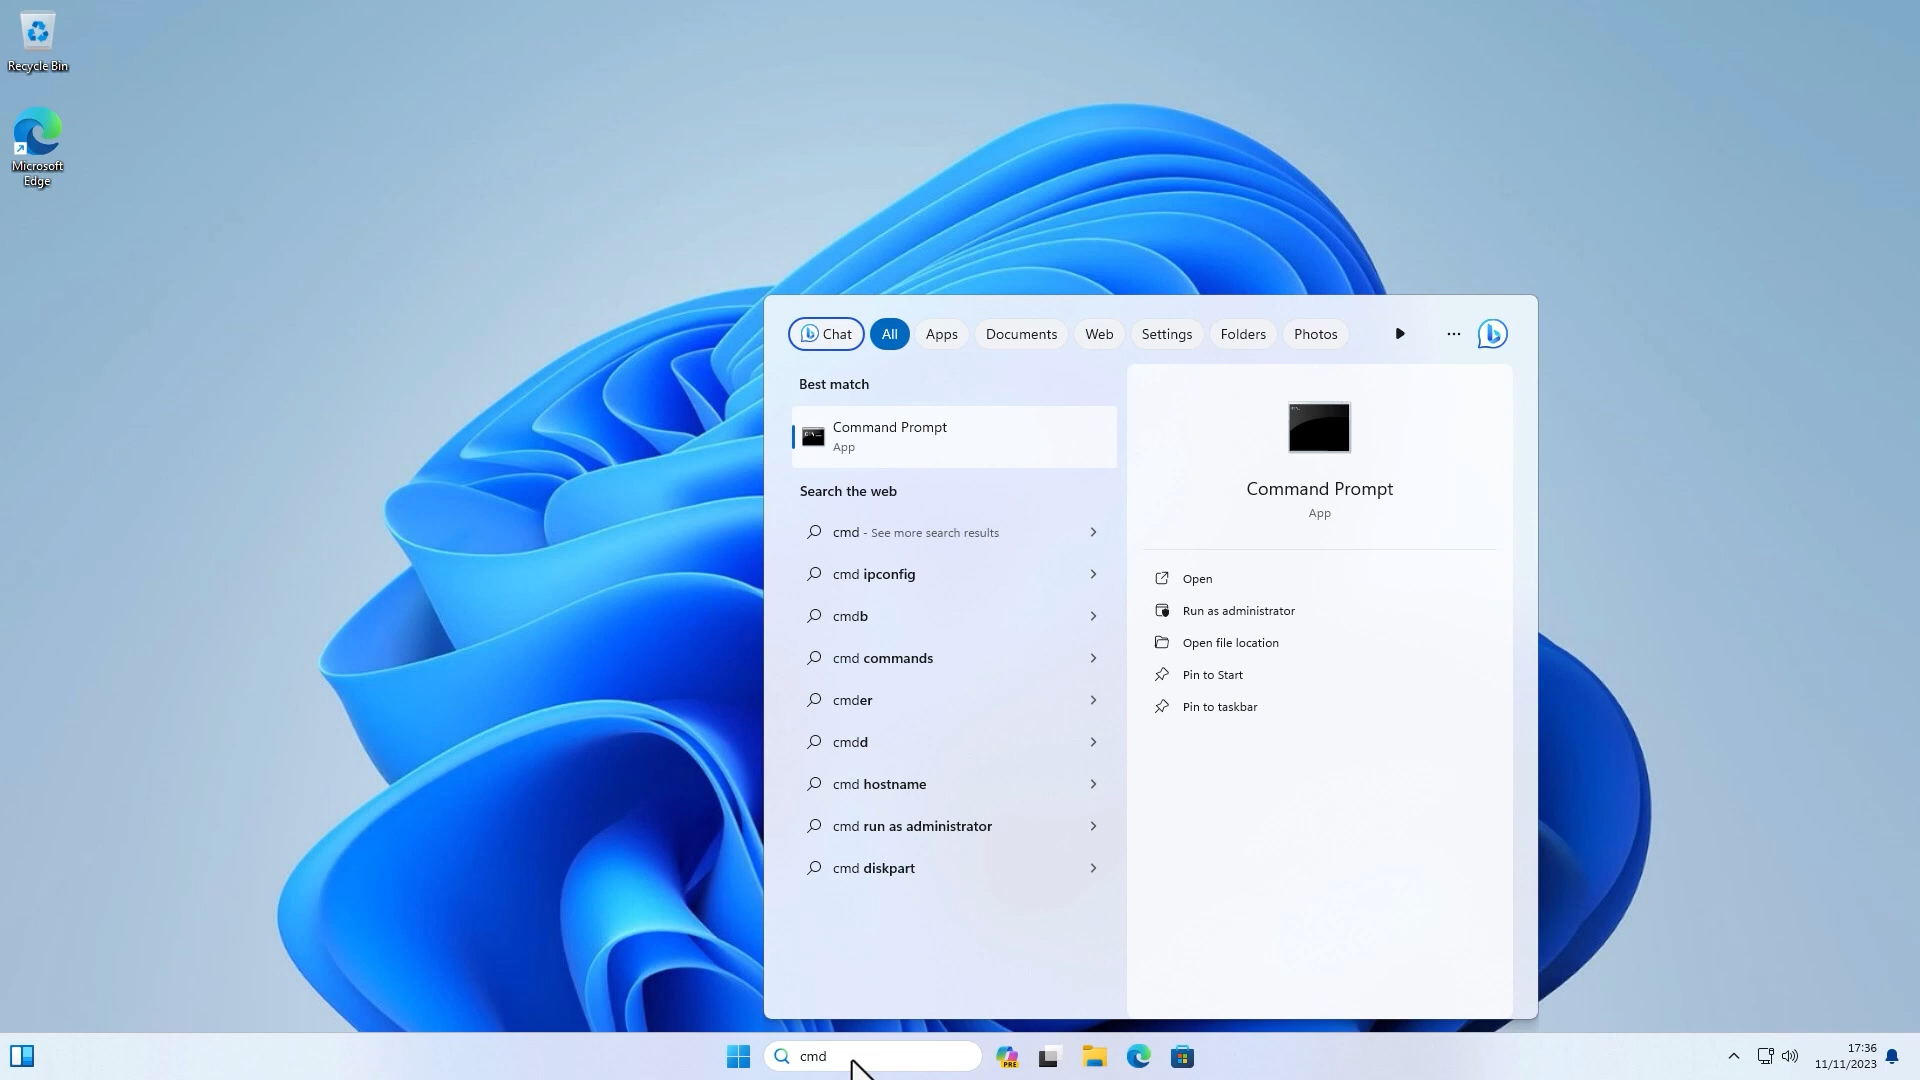 Recycle Bin
Microsoft
Edge
Chat
All
Apps
Documents
Web
Settings
Folders
Photos
Best match
Command Prompt
App
Search the web
cmd - See more search results
cmd ipconfig
cmdb
cmd commands
cmder
cmdd
cmd hostname
cmd run as administrator
cmd diskpart
Command Prompt
App
Open
Run as administrator
Open file location
Pin to Start
Pin to taskbar
cmd
PRE
17:36
11/11/2023